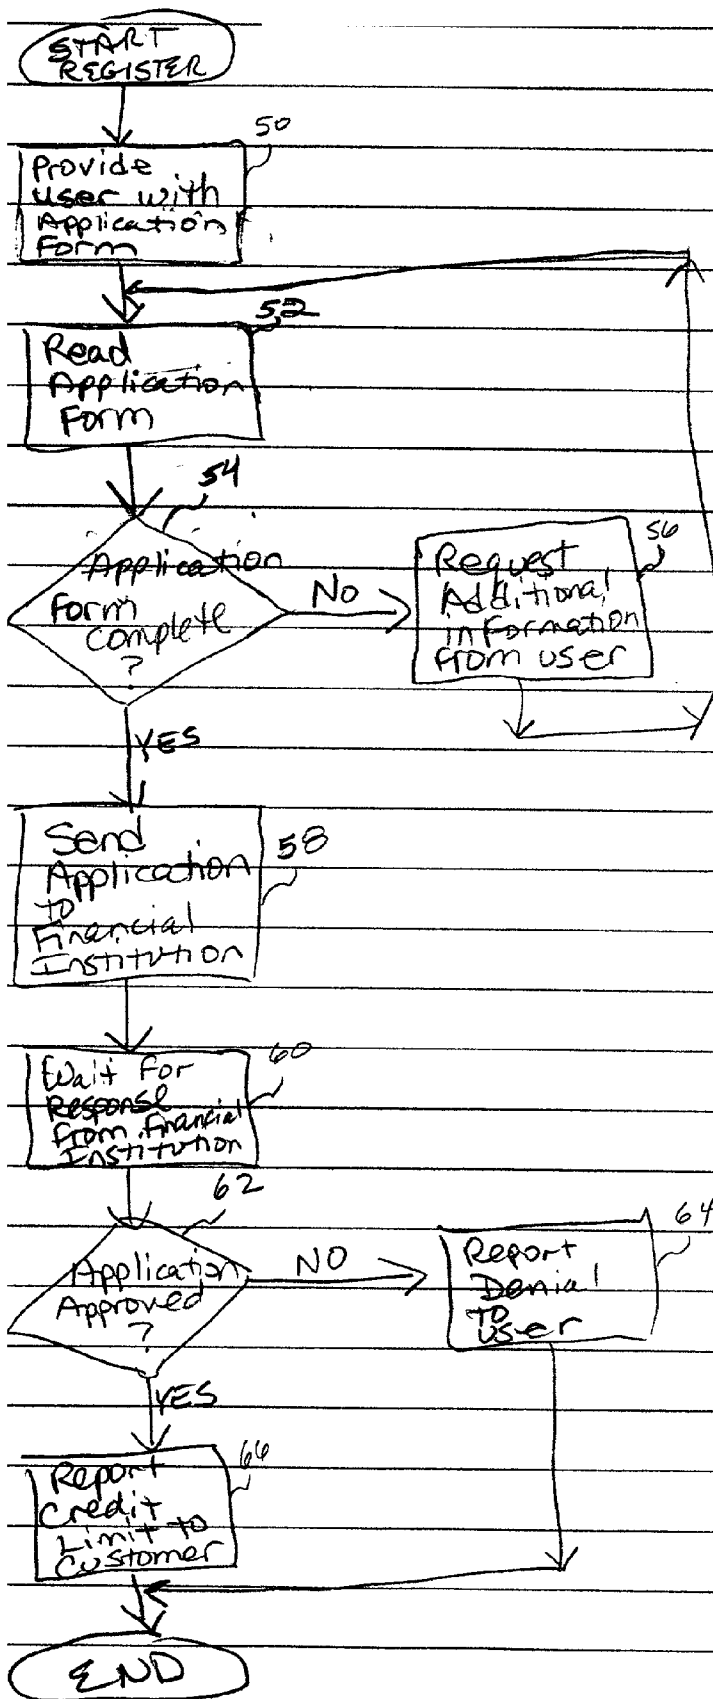 START
REGISTER
50
Provide
user with
Application
Form
52
Read
Application
Form
54
Application
form
complete
?
No
56
Request
Additional
information
from user
YES
Send
Application
to
Financial
Institution
58
Wait for
Response
from financial
Institution
60
62
Application
Approved
?
NO
64
Report
Denial
to
user
YES
66
Report
Credit
Limit to
Customer
END